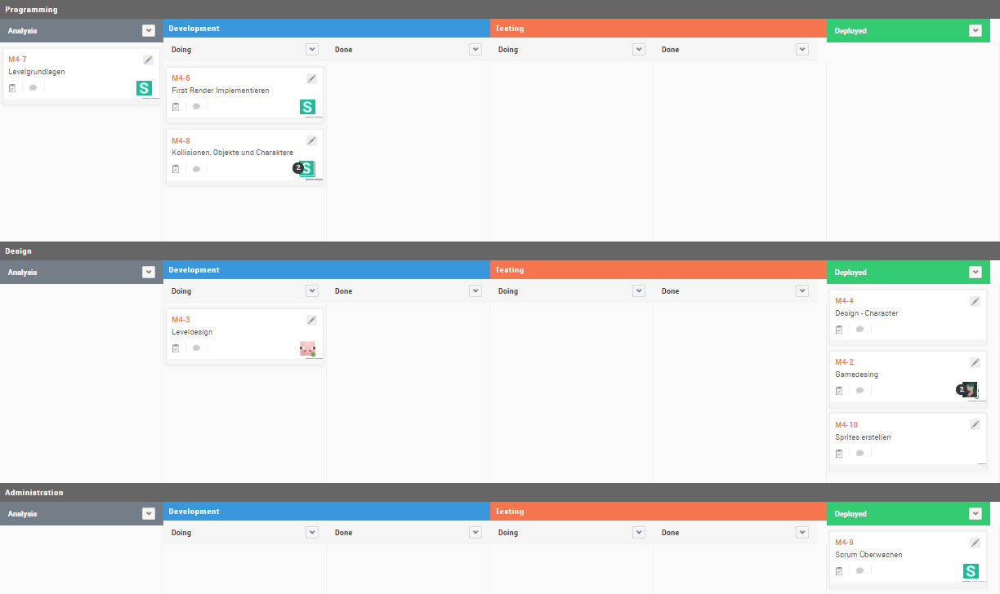 Programming
Analysis
Development
Testing
Deployed
Doing
Done
Doing
Done
M4-7
Levelgrundlagen
S
M4-6
First Render Implementieren
S
M4-8
Kollisionen, Objekte und Charaktere
2
S
Design
Analysis
Development
Testing
Deployed
Doing
Done
Doing
Done
M4-3
Leveldesign
M4-4
Design - Character
M4-2
Gamedesing
2
M4-10
Sprites erstellen
Administration
Analysis
Development
Testing
Deployed
Doing
Done
Doing
Done
M4-9
Scrum Überwachen
S